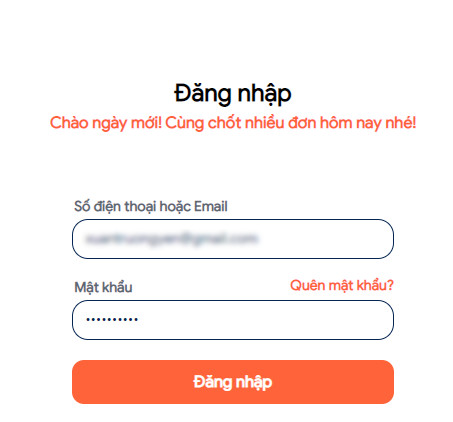 Đăng nhập
Chào ngày mới! Cùng chốt nhiều đơn hôm nay nhé!
Số điện thoại hoặc Email
Mật khẩu
Quên mật khẩu?
••••••••••
Đăng nhập